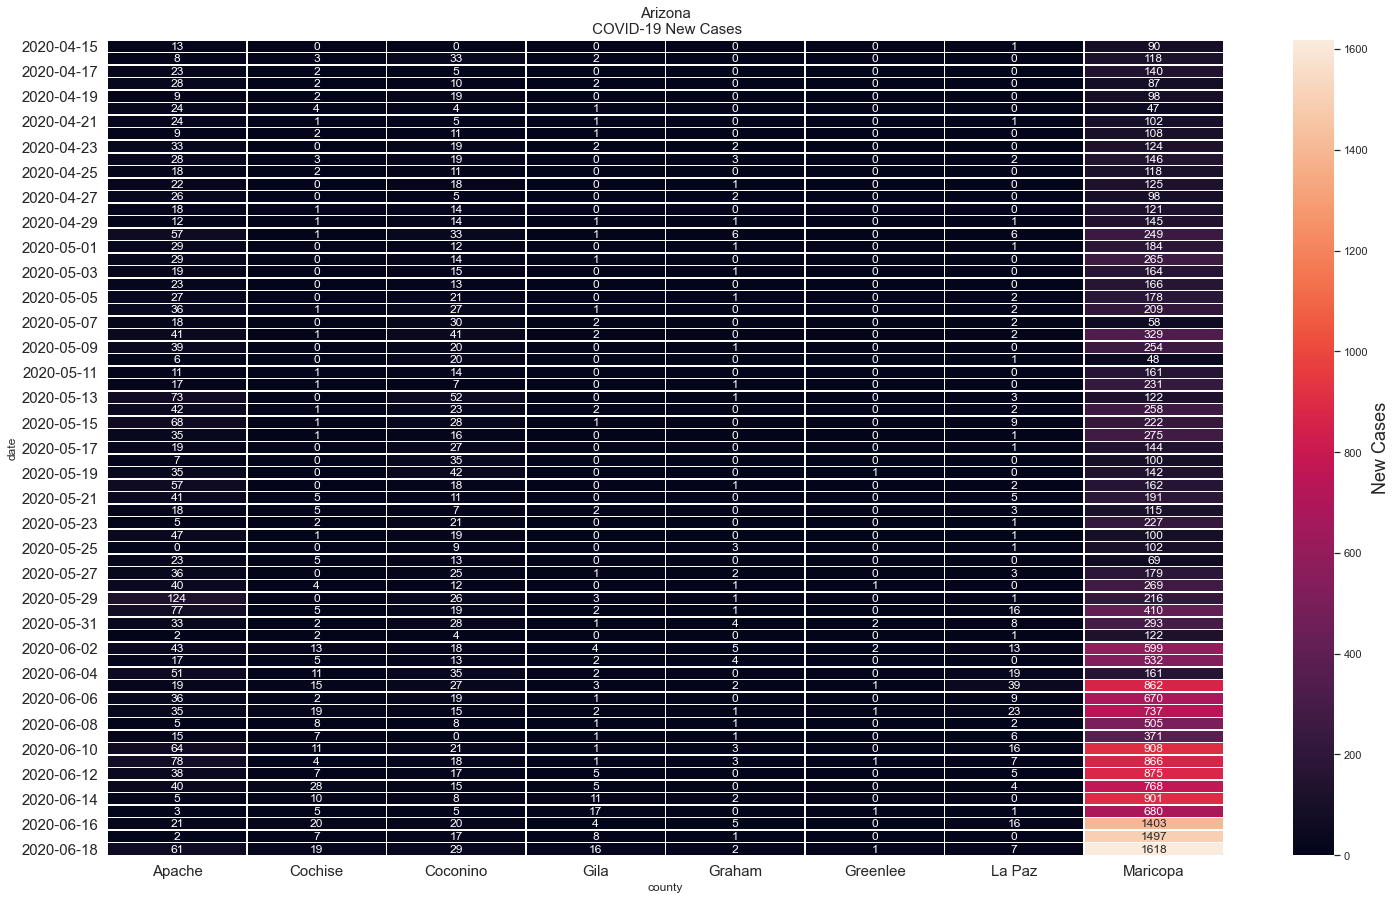 Arizona
COVID-19 New Cases
2020-04-15 13 0 0 0 0 0 1 90
8 3 33 2 0 0 0 118
2020-04-17 23 2 5 0 0 0 0 140
28 2 10 2 0 0 0 87
2020-04-19 9 2 19 0 0 0 0 98
24 4 4 1 0 0 0 47
2020-04-21 24 1 5 1 0 0 1 102
9 2 11 1 0 0 0 108
2020-04-23 33 0 19 2 2 0 0 124
28 3 19 0 3 0 2 146
2020-04-25 18 2 11 0 0 0 0 118
22 0 18 0 1 0 0 125
2020-04-27 26 0 5 0 2 0 0 98
18 1 14 0 0 0 0 121
2020-04-29 12 1 14 1 1 0 1 145
57 1 33 1 6 0 6 249
2020-05-01 29 0 12 0 1 0 1 184
29 0 14 1 0 0 0 265
2020-05-03 19 0 15 0 1 0 0 164
23 0 13 0 0 0 0 166
2020-05-05 27 0 21 0 1 0 2 178
36 1 27 1 0 0 2 209
2020-05-07 18 0 30 2 0 0 2 58
41 1 41 2 0 0 2 329
2020-05-09 39 0 20 0 1 0 0 254
6 0 20 0 0 0 1 48
2020-05-11 11 1 14 0 0 0 0 161
17 1 7 0 1 0 0 231
2020-05-13 73 0 52 0 1 0 3 122
42 1 23 2 0 0 2 258
2020-05-15 68 1 28 1 0 0 9 222
35 1 16 0 0 0 1 275
2020-05-17 19 0 27 0 0 0 1 144
7 0 35 0 0 0 0 100
2020-05-19 35 0 42 0 0 1 0 142
57 0 18 0 1 0 2 162
2020-05-21 41 5 11 0 0 0 5 191
18 5 7 2 0 0 3 115
2020-05-23 5 2 21 0 0 0 1 227
47 1 19 0 0 0 1 100
2020-05-25 0 0 9 0 3 0 1 102
23 5 13 0 0 0 0 69
2020-05-27 36 0 25 1 2 0 3 179
40 4 12 0 1 1 0 269
2020-05-29 124 0 26 3 1 0 1 216
77 5 19 2 1 0 16 410
2020-05-31 33 2 28 1 4 2 8 293
2 2 4 0 0 0 1 122
2020-06-02 43 13 18 4 5 2 13 599
17 5 13 2 4 0 0 532
2020-06-04 51 11 35 2 0 0 19 161
19 15 27 3 2 1 39 862
2020-06-06 36 2 19 1 0 0 9 670
35 19 15 2 1 1 23 737
2020-06-08 5 8 8 1 1 0 2 505
15 7 0 1 1 1 6 371
2020-06-10 64 11 21 1 3 0 16 908
78 4 18 1 3 1 7 866
2020-06-12 38 7 17 5 0 0 5 875
40 28 15 5 0 0 4 768
2020-06-14 5 10 8 11 2 0 0 901
3 5 5 17 0 1 1 680
2020-06-16 21 20 20 4 5 0 16 1403
2 7 17 8 1 0 0 1497
2020-06-18 61 19 29 16 2 1 7 1618
Apache Cochise Coconino Gila Graham Greenlee La Paz Maricopa
county
date
1600
1400
1200
1000
800
600
400
200
0
New Cases